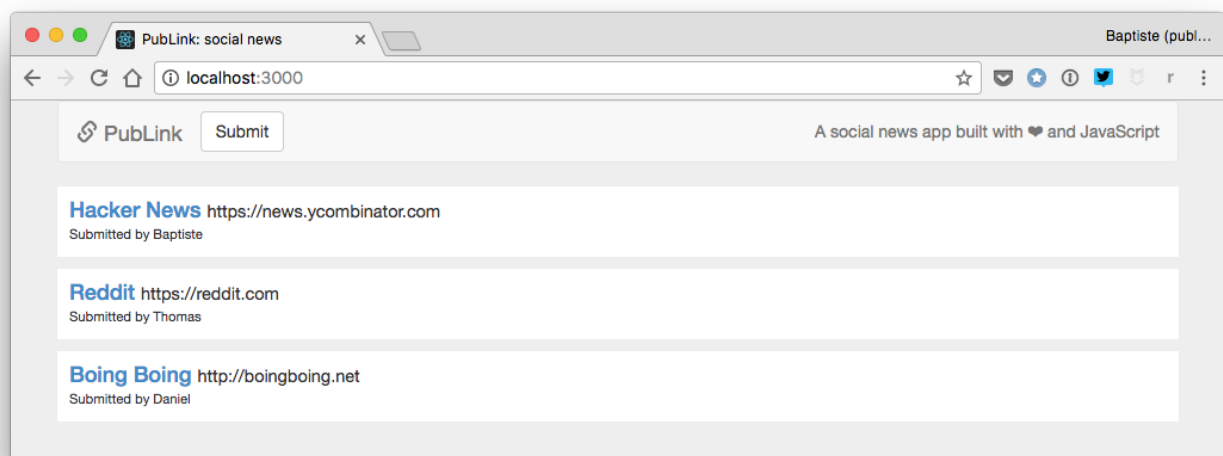 PubLink: social news
Baptiste (publ...
localhost:3000
r
PubLink Submit A social news app built with ❤ and JavaScript
Hacker News https://news.ycombinator.com
Submitted by Baptiste
Reddit https://reddit.com
Submitted by Thomas
Boing Boing http://boingboing.net
Submitted by Daniel